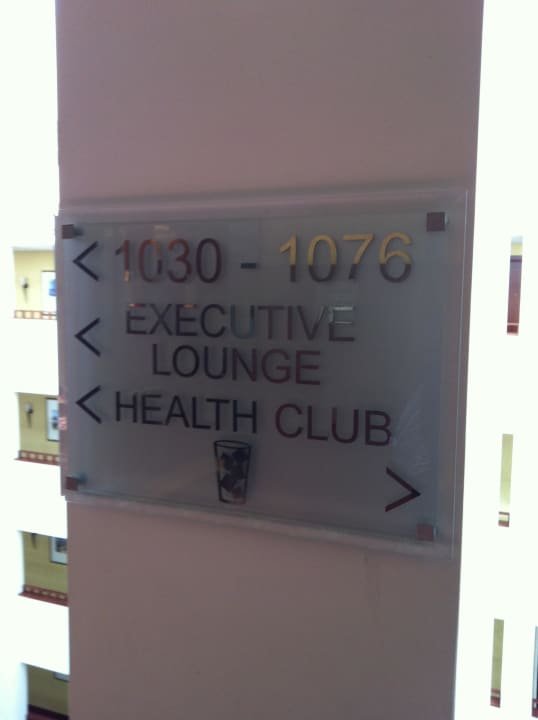 < 1030 - 1076
< EXECUTIVE
LOUNGE
< HEALTH CLUB
>